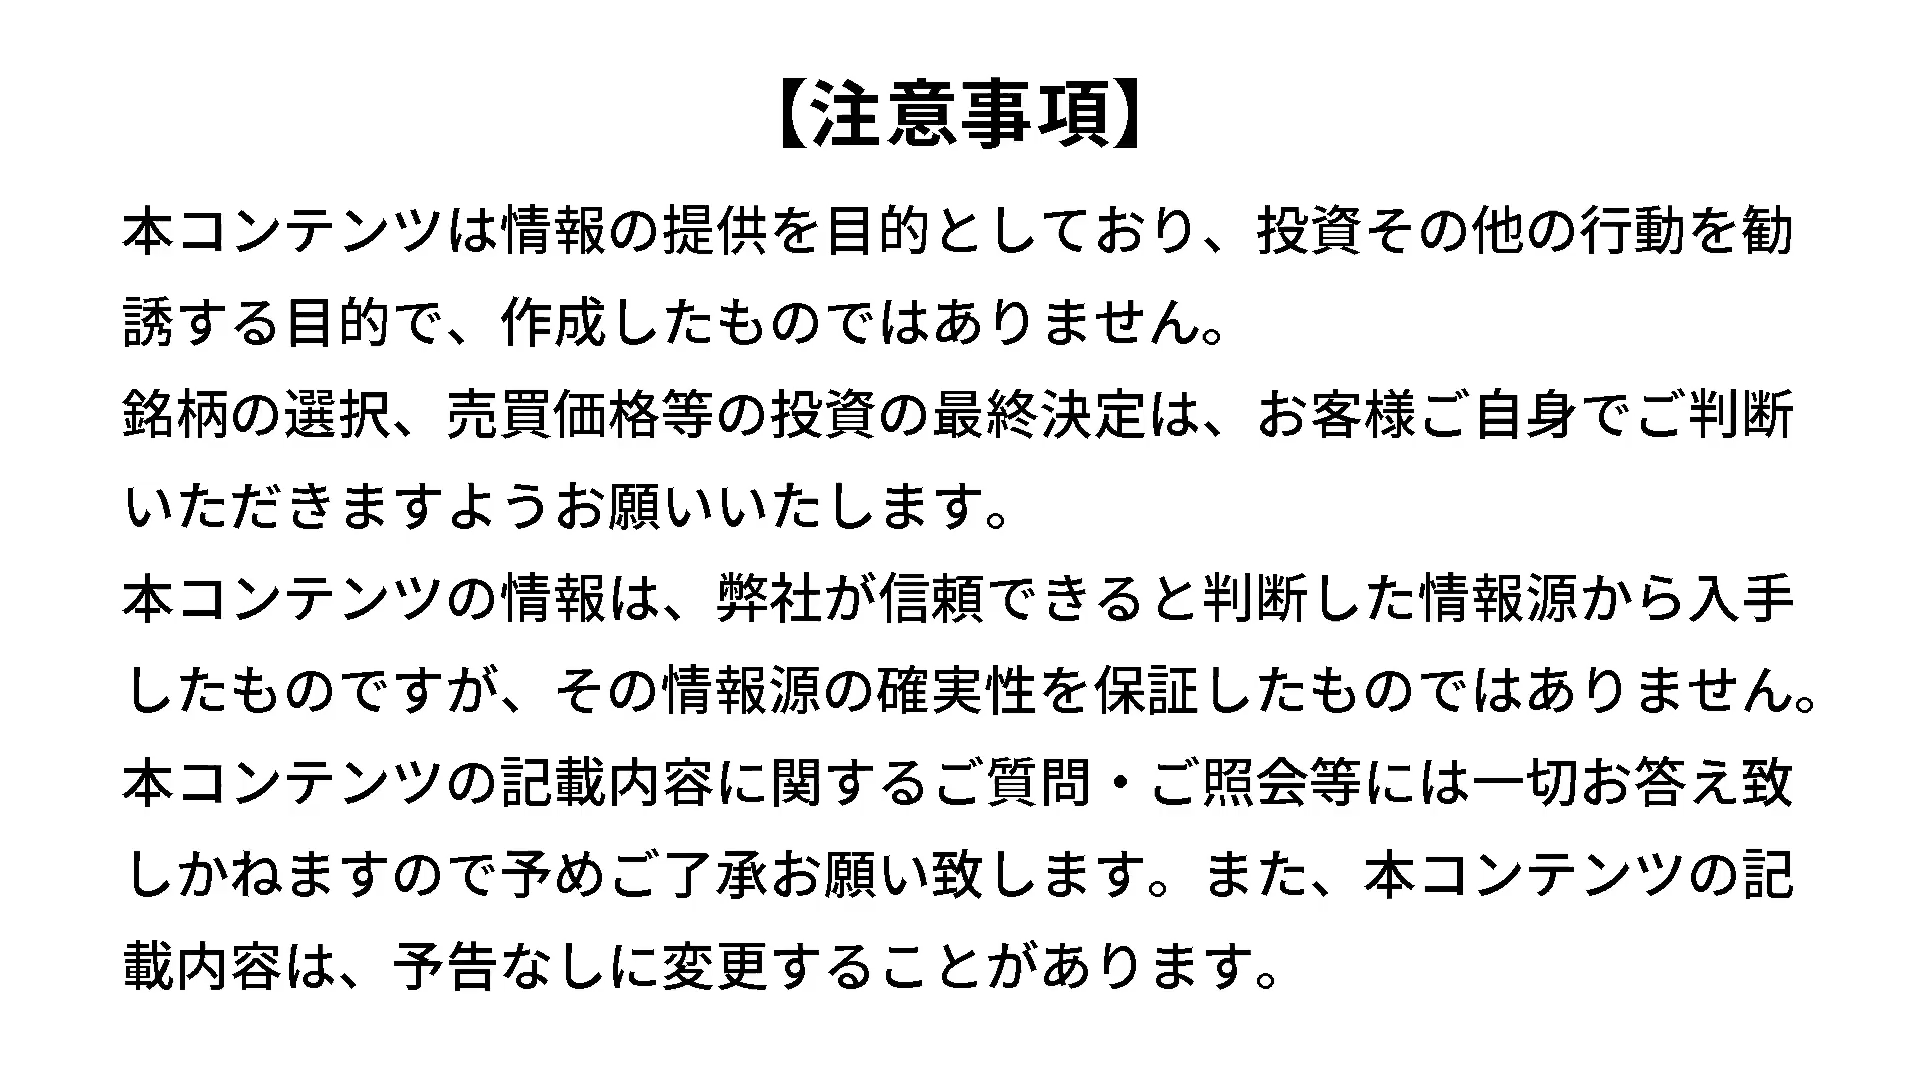 【注意事項】
本コンテンツは情報の提供を目的としており、投資その他の行動を勧
誘する目的で、作成したものではありません。
銘柄の選択、売買価格等の投資の最終決定は、お客様ご自身でご判断
いただきますようお願いいたします。
本コンテンツの情報は、弊社が信頼できると判断した情報源から入手
したものですが、その情報源の確実性を保証したものではありません。
本コンテンツの記載内容に関するご質問・ご照会等には一切お答え致
しかねますので予めご了承お願い致します。また、本コンテンツの記
載内容は、予告なしに変更することがあります。